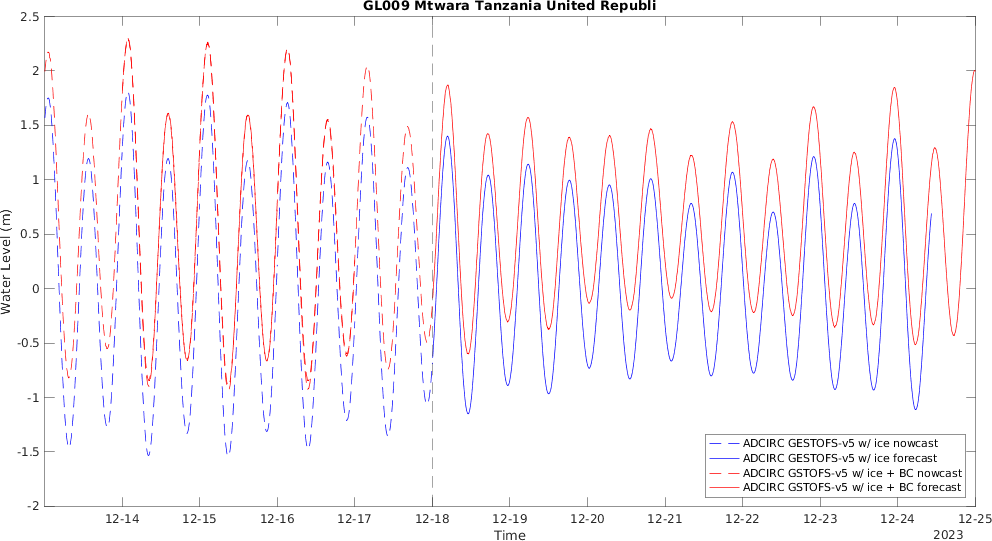 GL009 Mtwara Tanzania United Republi
2.5
2
1.5
1
0.5
0
-0.5
-1
-1.5
-2
Water Level (m)
ADCIRC GESTOFS-v5 w/ ice nowcast
ADCIRC GESTOFS-v5 w/ ice forecast
ADCIRC GSTOFS-v5 w/ ice + BC nowcast
ADCIRC GSTOFS-v5 w/ ice + BC forecast
12-14 12-15 12-16 12-17 12-18 12-19 12-20 12-21 12-22 12-23 12-24 12-25
Time
2023